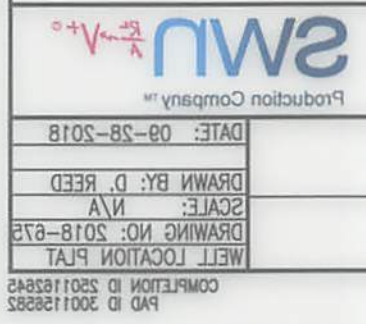 swn
Production Company™
DATE: 09-28-2018
DRAWN BY: D. REED
SCALE: N/A
DRAWING NO: 2018-675
WELL LOCATION PLAT
COMPLETION ID 2501162645
PAD ID 3001156582